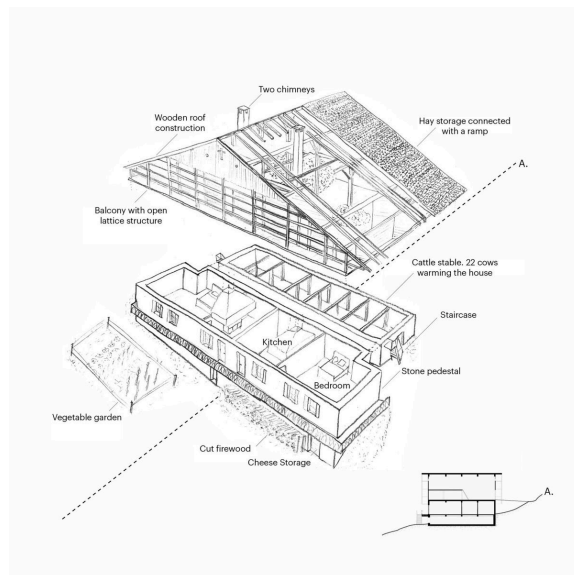 Two chimneys
Wooden roof
construction
Hay storage connected
with a ramp
A.
Balcony with open
lattice structure
Cattle stable. 22 cows
warming the house
Staircase
Kitchen
Stone pedestal
Bedroom
Vegetable garden
Cut firewood
Cheese Storage
A.